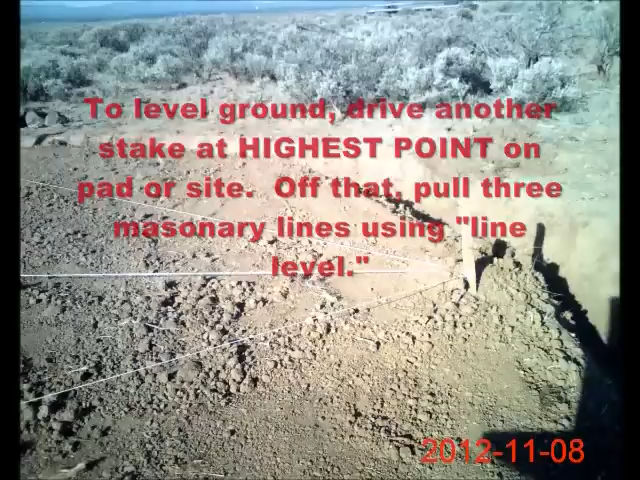 To level ground, drive another
stake at HIGHEST POINT on
pad or site.  Off that, pull three
masonary lines using "line
level."
2012-11-08